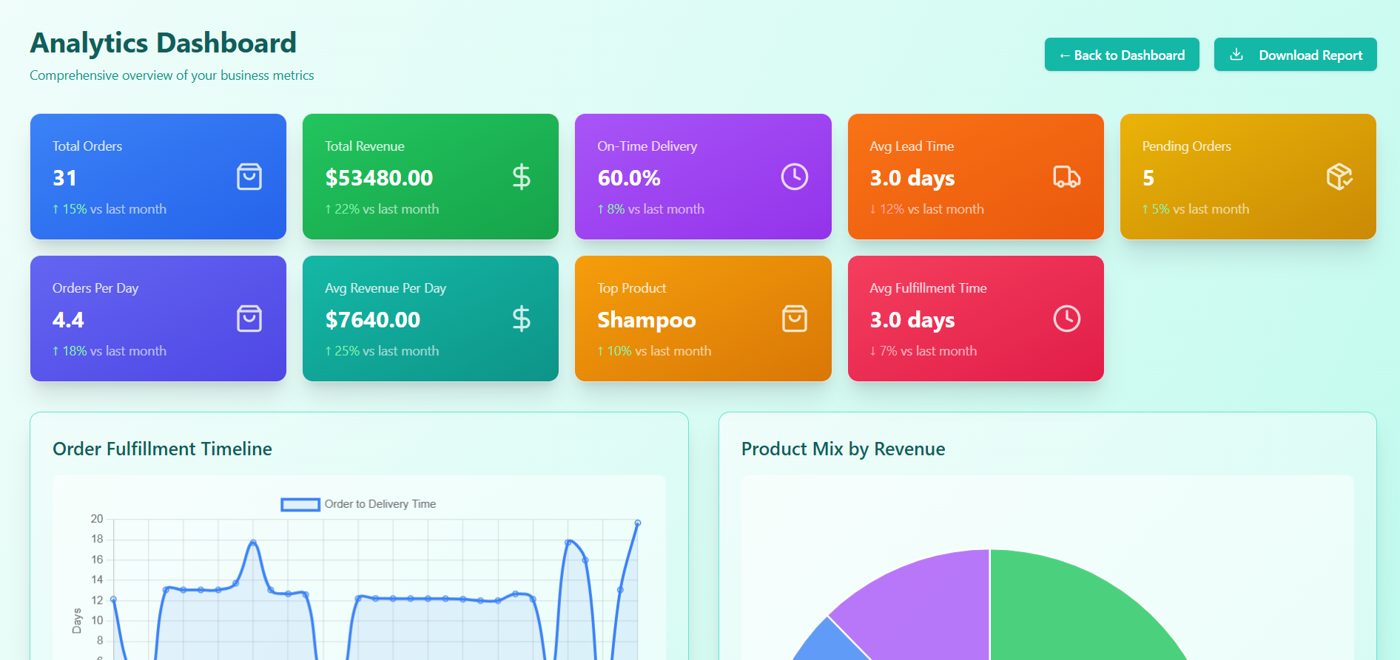 Analytics Dashboard
Comprehensive overview of your business metrics
← Back to Dashboard
Download Report
Total Orders
31
↑ 15% vs last month
Total Revenue
$53480.00
↑ 22% vs last month
On-Time Delivery
60.0%
↑ 8% vs last month
Avg Lead Time
3.0 days
↓ 12% vs last month
Pending Orders
5
↑ 5% vs last month
Orders Per Day
4.4
↑ 18% vs last month
Avg Revenue Per Day
$7640.00
↑ 25% vs last month
Top Product
Shampoo
↑ 10% vs last month
Avg Fulfillment Time
3.0 days
↓ 7% vs last month
Order Fulfillment Timeline
Order to Delivery Time
20
18
16
14
12
10
8
Days
Product Mix by Revenue